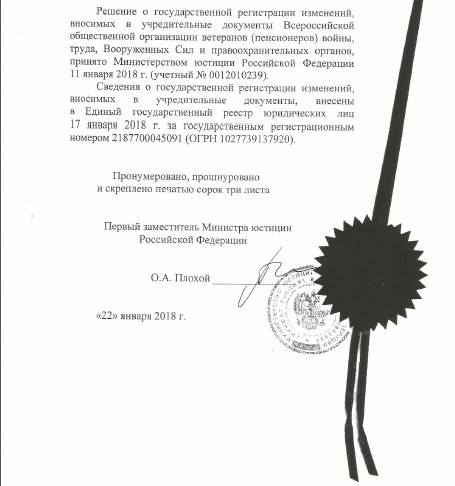 Решение о государственной регистрации изменений,
вносимых в учредительные документы Всероссийской
общественной организации ветеранов (пенсионеров) войны,
труда, Вооруженных Сил и правоохранительных органов,
принято Министерством юстиции Российской Федерации
11 января 2018 г. (учетный № 0012010239).
Сведения о государственной регистрации изменений,
вносимых в учредительные документы, внесены
в Единый государственный реестр юридических лиц
17 января 2018 г. за государственным регистрационным
номером 2187700045091 (ОГРН 1027739137920).
Пронумеровано, прошнуровано
и скреплено печатью сорок три листа
Первый заместитель Министра юстиции
Российской Федерации
О.А. Плохой
«22» января 2018 г.